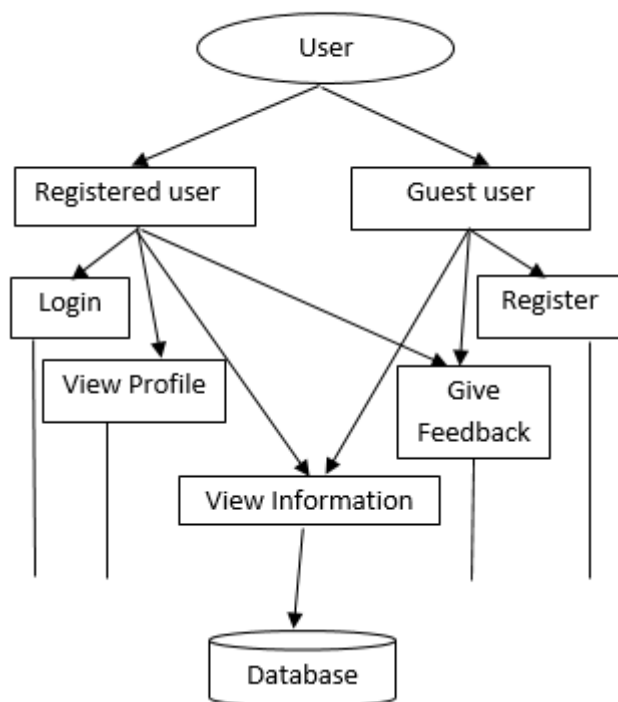 User
Registered user
Guest user
Login
Register
View Profile
Give
Feedback
View Information
Database